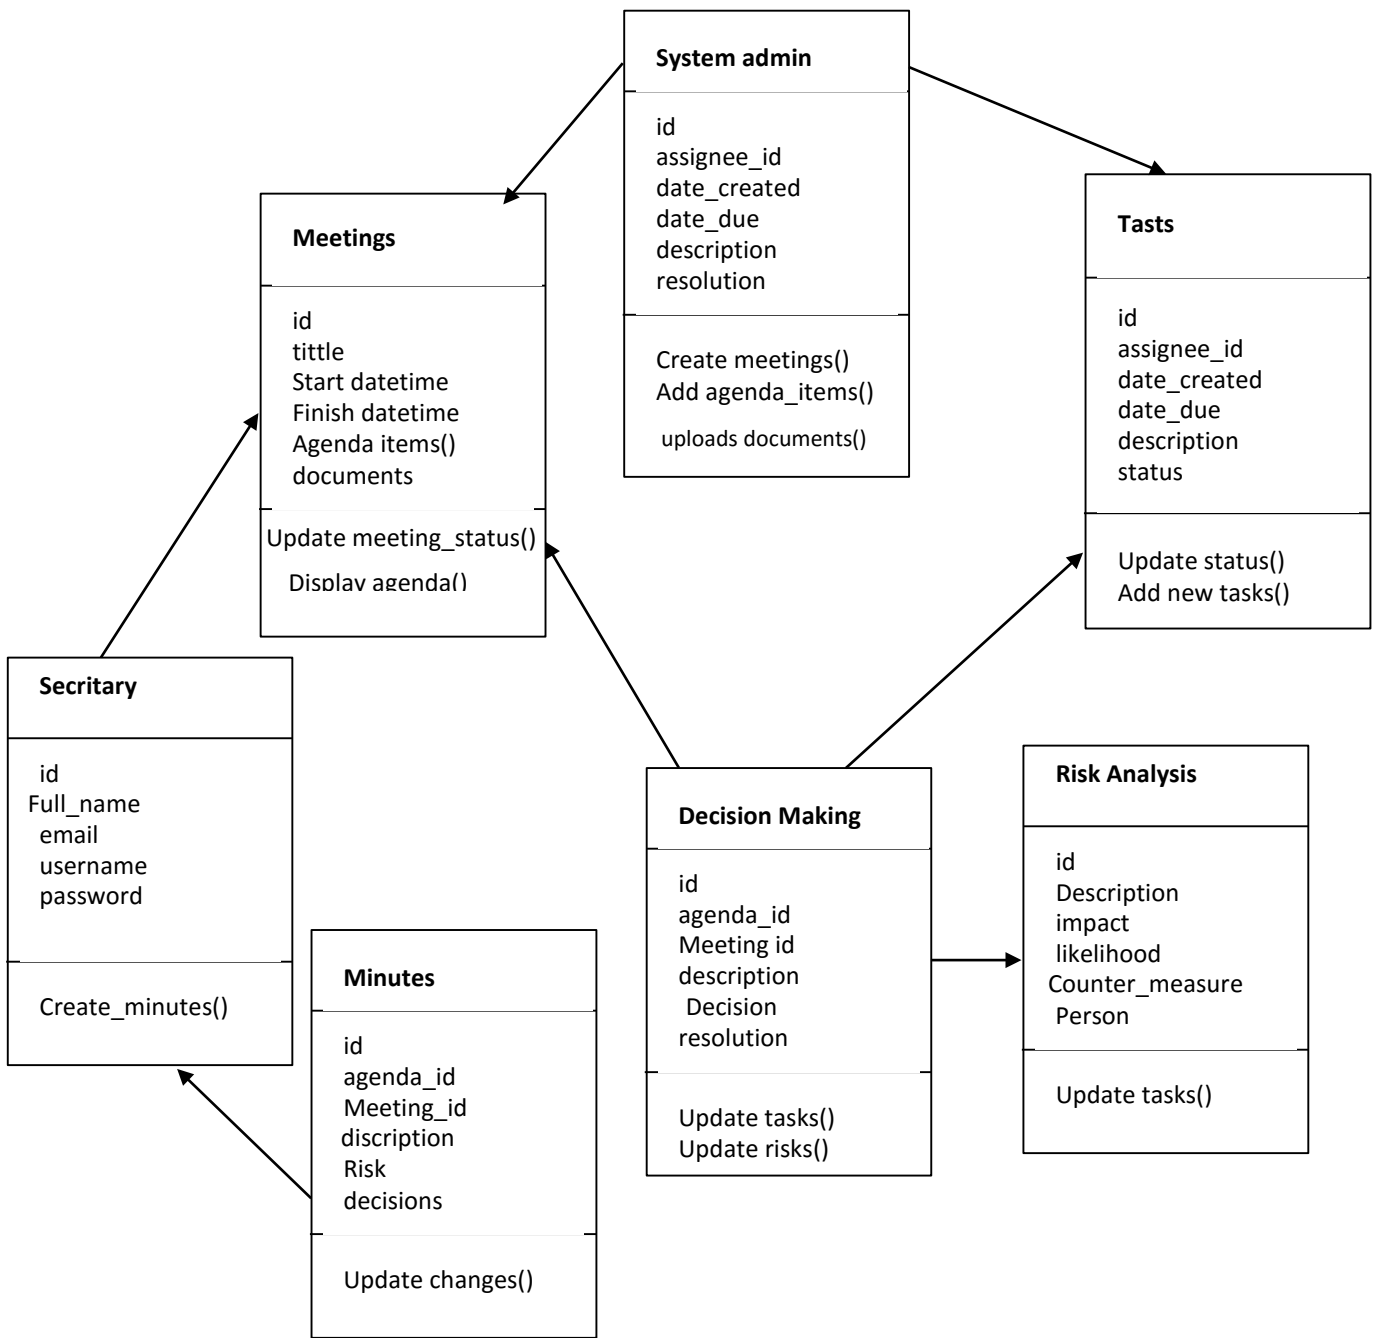 System admin
id
assignee_id
date_created
date_due
description
resolution
Create meetings()
Add agenda_items()
uploads documents()
Meetings
id
tittle
Start datetime
Finish datetime
Agenda items()
documents
Update meeting_status()
Display agenda()
Tasts
id
assignee_id
date_created
date_due
description
status
Update status()
Add new tasks()
Secritary
id
Full_name
email
username
password
Create_minutes()
Minutes
id
agenda_id
Meeting_id
discription
Risk
decisions
Update changes()
Decision Making
id
agenda_id
Meeting id
description
Decision
resolution
Update tasks()
Update risks()
Risk Analysis
id
Description
impact
likelihood
Counter_measure
Person
Update tasks()